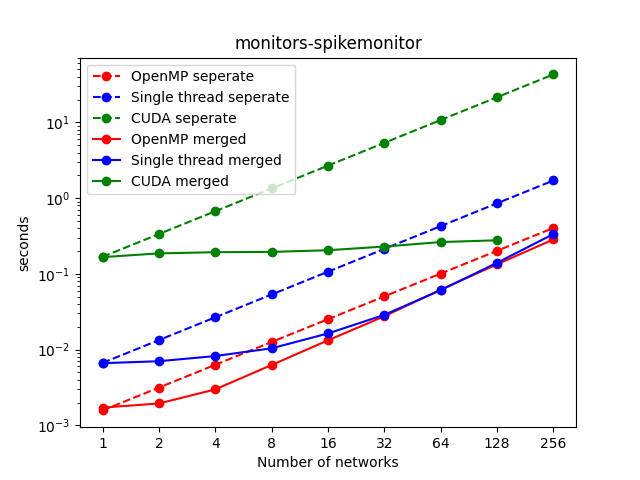 monitors-spikemonitor
OpenMP seperate
Single thread seperate
CUDA seperate
OpenMP merged
Single thread merged
CUDA merged
seconds
10¹
10⁰
10⁻¹
10⁻²
10⁻³
1 2 4 8 16 32 64 128 256
Number of networks